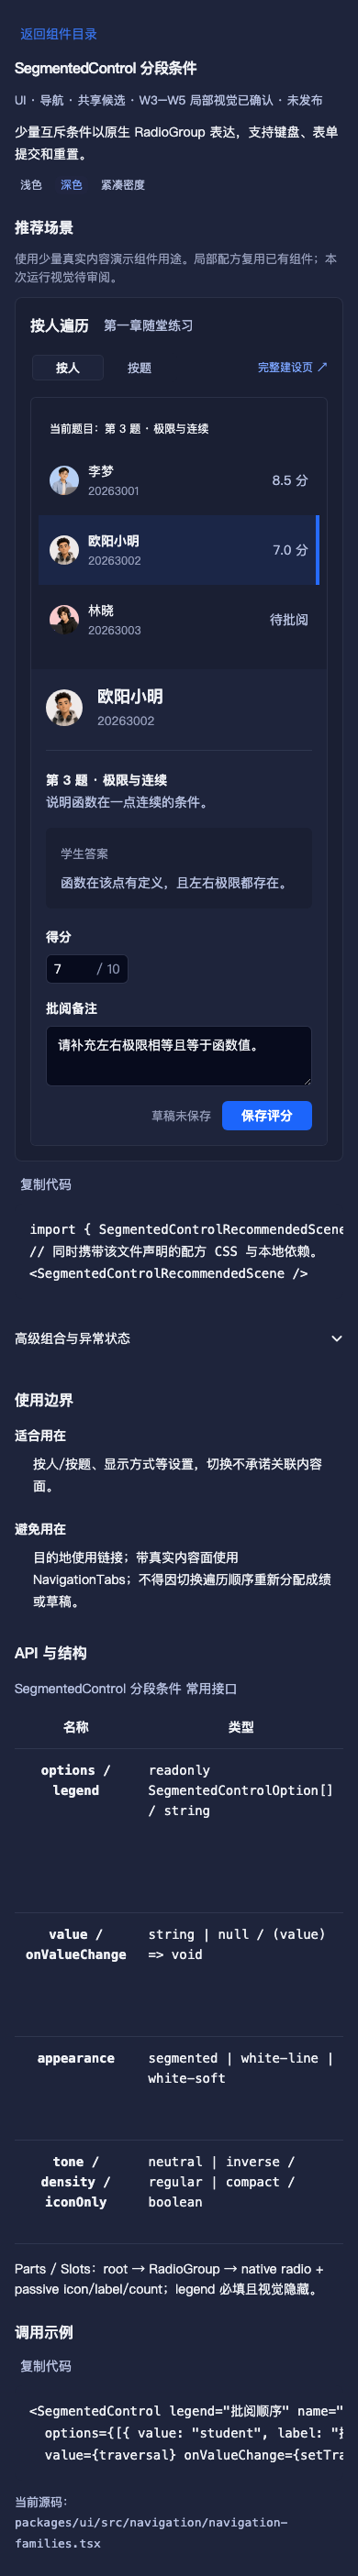 返回组件目录
SegmentedControl 分段条件
UI · 导航 · 共享候选 · W3—W5 局部视觉已确认 · 未发布
少量互斥条件以原生 RadioGroup 表达，支持键盘、表单
提交和重置。
浅色 深色 紧凑密度
推荐场景
使用少量真实内容演示组件用途。局部配方复用已有组件；本
次运行视觉待审阅。
按人遍历 第一章随堂练习
按人 按题 完整建设页 ↗
当前题目：第 3 题 · 极限与连续
李梦
20263001
8.5 分
欧阳小明
20263002
7.0 分
林晓
20263003
待批阅
欧阳小明
20263002
第 3 题 · 极限与连续
说明函数在一点连续的条件。
学生答案
函数在该点有定义，且左右极限都存在。
得分
7 / 10
批阅备注
请补充左右极限相等且等于函数值。
草稿未保存 保存评分
复制代码
import { SegmentedControlRecommendedScene
// 同时携带该文件声明的配方 CSS 与本地依赖。
<SegmentedControlRecommendedScene />
高级组合与异常状态
使用边界
适合用在
按人/按题、显示方式等设置，切换不承诺关联内容
面。
避免用在
目的地使用链接；带真实内容面使用
NavigationTabs；不得因切换遍历顺序重新分配成绩
或草稿。
API 与结构
SegmentedControl 分段条件 常用接口
名称 类型
options /
legend
readonly
SegmentedControlOption[]
/ string
value /
onValueChange
string | null / (value)
=> void
appearance
segmented | white-line |
white-soft
tone /
density /
iconOnly
neutral | inverse /
regular | compact /
boolean
Parts / Slots：root → RadioGroup → native radio +
passive icon/label/count；legend 必填且视觉隐藏。
调用示例
复制代码
<SegmentedControl legend="批阅顺序" name="
options={[{ value: "student", label: "
value={traversal} onValueChange={setTra
当前源码：
packages/ui/src/navigation/navigation-
families.tsx